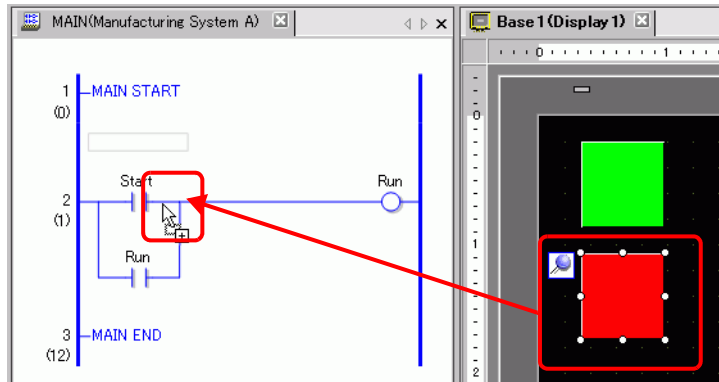 MAIN(Manufacturing System A)
Base 1(Display 1)
0 1
1 MAIN START
(0)
0
Start Run
2
(1)
1
Run
3 MAIN END
(12)
2